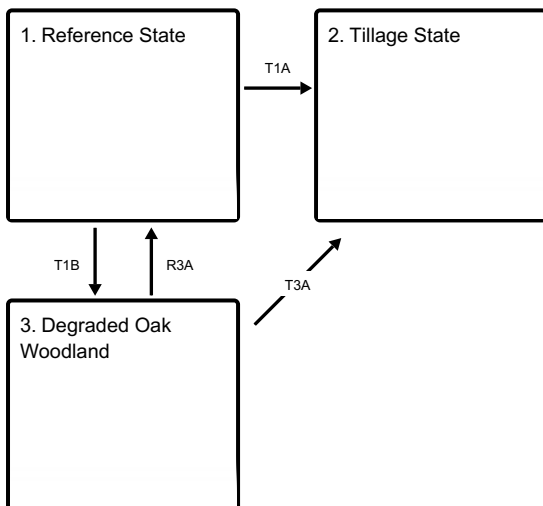 1. Reference State
2. Tillage State
T1A
T1B
R3A
T3A
3. Degraded Oak
Woodland